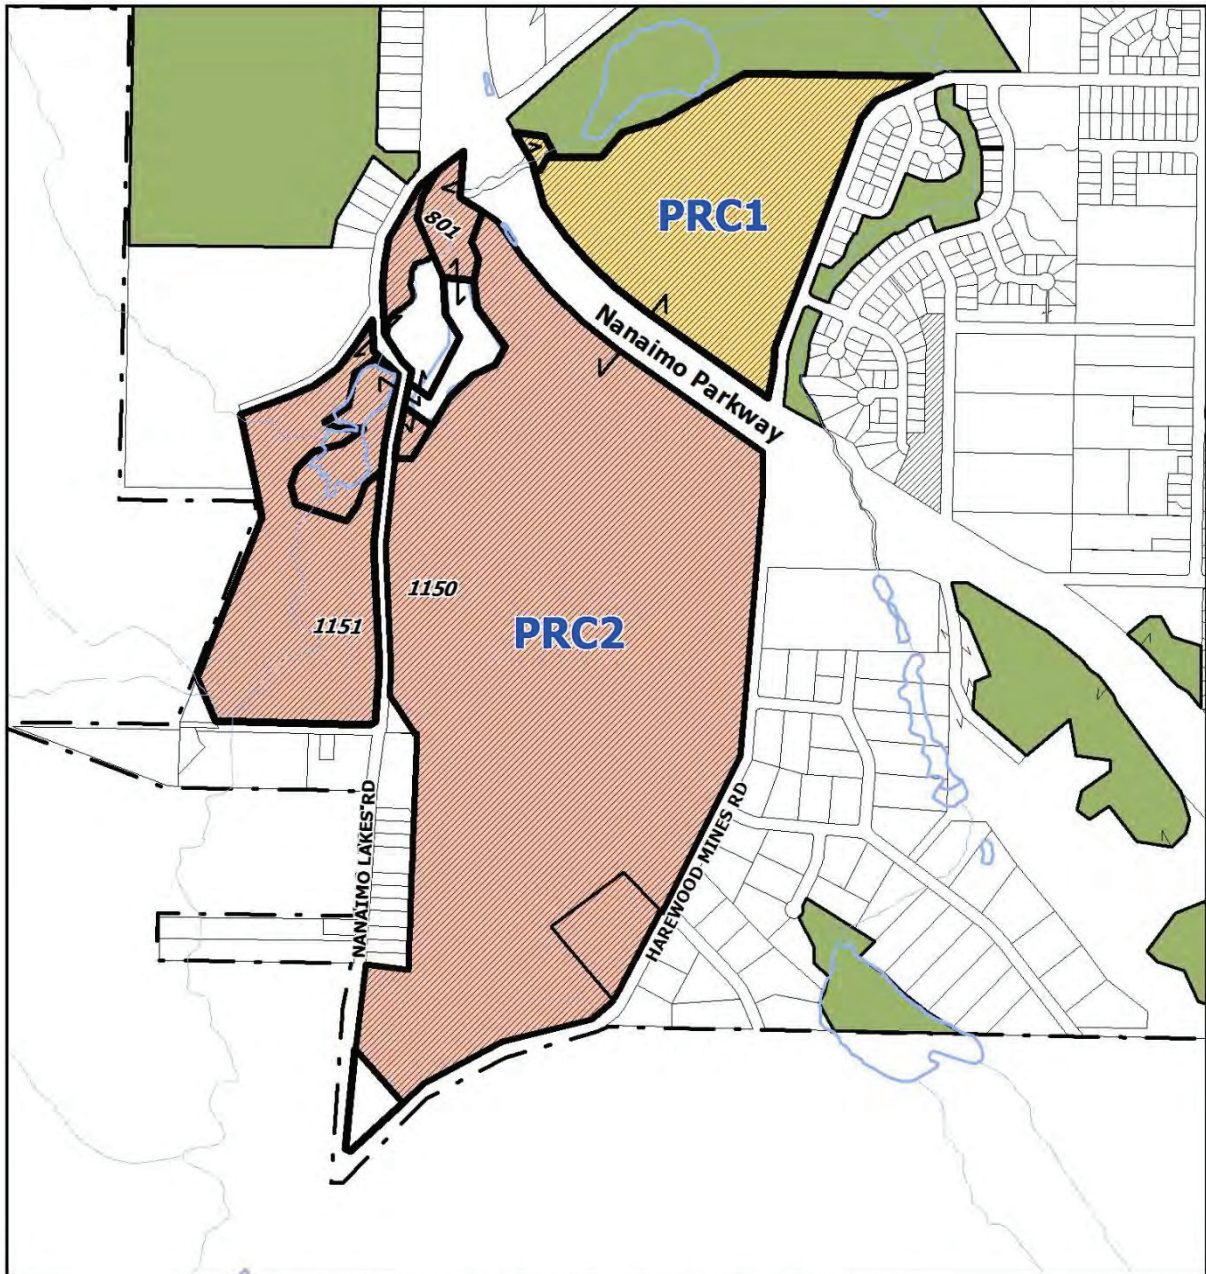 PRC1
801
Nanaimo Parkway
1150
1151
PRC2
NANAIMO LAKES RD
HAREWOOD-MINES RD